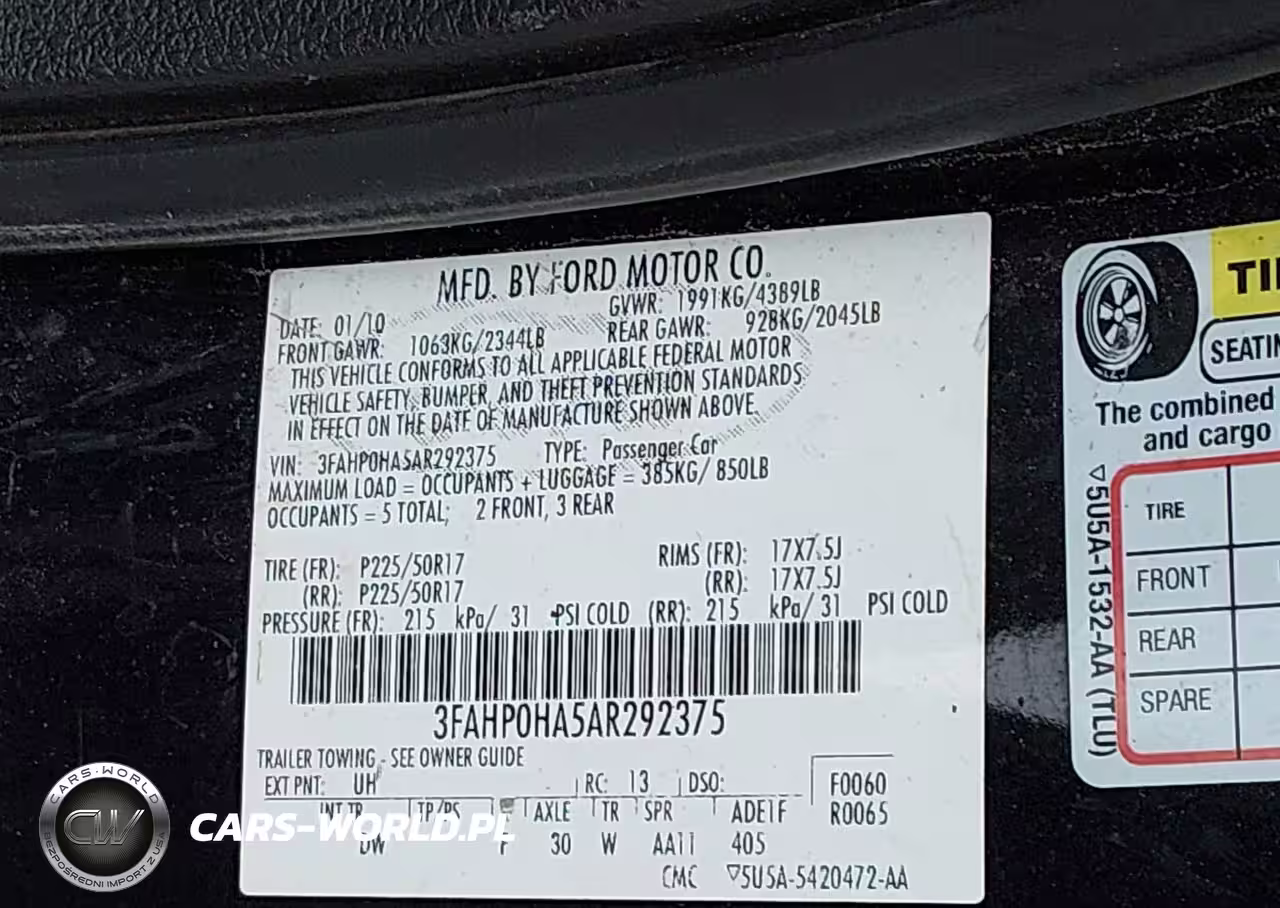 MFD. BY FORD MOTOR CO.
DATE: 01/10 GVWR: 1991KG/4389LB
FRONT GAWR: 1063KG/2344LB REAR GAWR: 928KG/2045LB
THIS VEHICLE CONFORMS TO ALL APPLICABLE FEDERAL MOTOR
VEHICLE SAFETY, BUMPER, AND THEFT PREVENTION STANDARDS
IN EFFECT ON THE DATE OF MANUFACTURE SHOWN ABOVE.
VIN: 3FAHP0HA5AR292375 TYPE: Passenger Car
MAXIMUM LOAD = OCCUPANTS + LUGGAGE = 385KG/ 850LB
OCCUPANTS = 5 TOTAL; 2 FRONT, 3 REAR
TIRE (FR): P225/50R17 RIMS (FR): 17X7.5J
(RR): P225/50R17 (RR): 17X7.5J
PRESSURE (FR): 215 kPa/ 31 PSI COLD (RR): 215 kPa/ 31 PSI COLD
3FAHP0HA5AR292375
TRAILER TOWING - SEE OWNER GUIDE
EXT PNT: UH RC: 13 DSO: F0060
INT TR TP/PS AXLE TR SPR ADEIF R0065
DW F 30 W AA11 405
CMC ▽5U5A-5420472-AA
SEATIN
The combined
and cargo
TIRE
FRONT
REAR
SPARE
▽5U5A-1532-AA (TLU)
CARS-WORLD
CW
BEZPOŚREDNI IMPORT Z USA
CARS-WORLD.PL